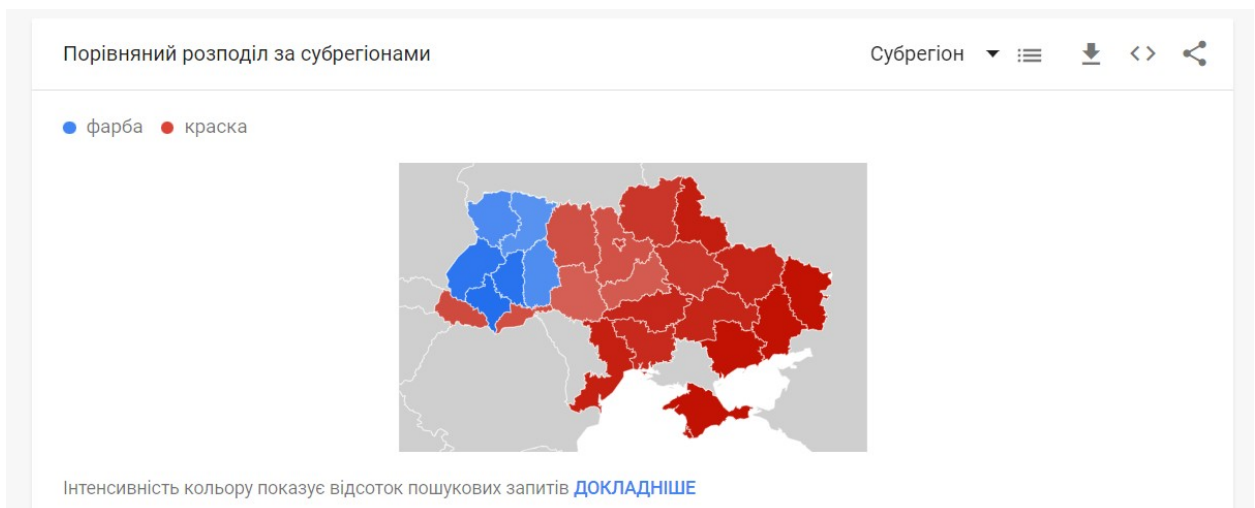 Порівняний розподіл за субрегіонами
Субрегіон
фарба краска
Інтенсивність кольору показує відсоток пошукових запитів ДОКЛАДНІШЕ